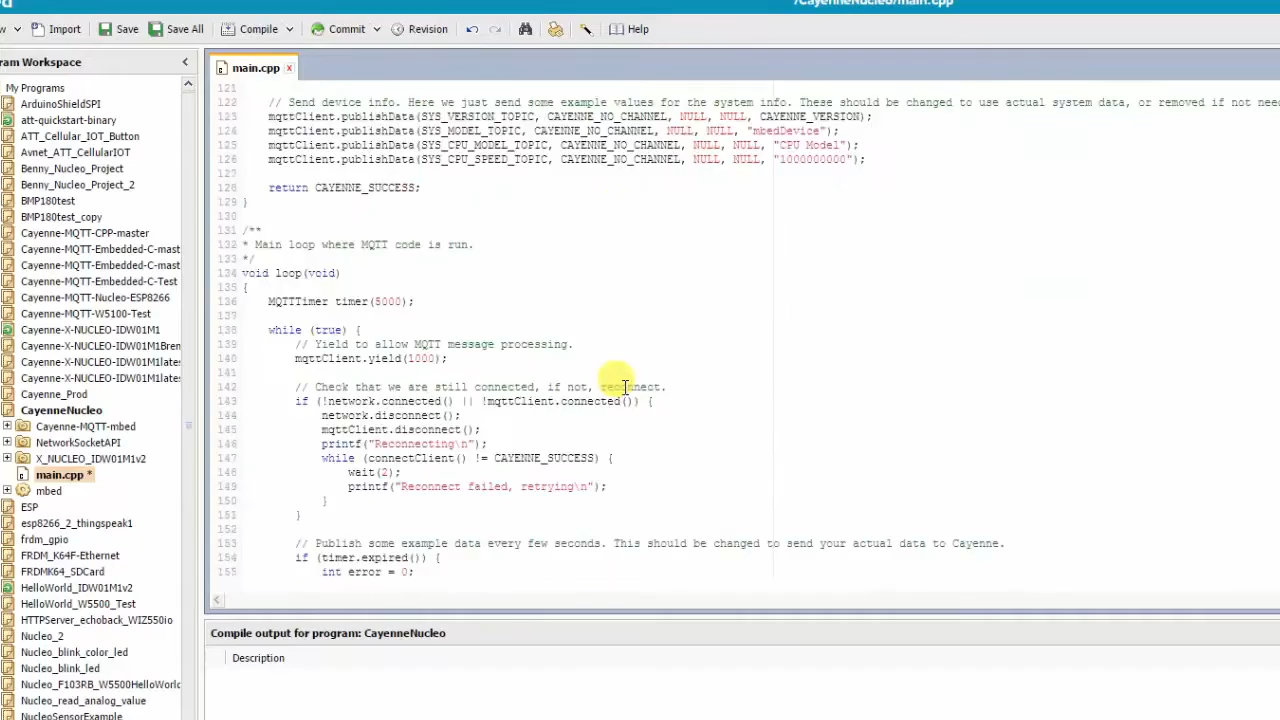 /CayenneNucleo/main.cpp
Import Save Save All Compile Commit Revision Help
Workspace
My Programs
ArduinoShieldSPI
att-quickstart-binary
ATT_Cellular_IOT_Button
Avnet_ATT_CellularIOT
Benny_Nucleo_Project
Benny_Nucleo_Project_2
BMP180test
BMP180test_copy
Cayenne-MQTT-CPP-master
Cayenne-MQTT-Embedded-C-mast
Cayenne-MQTT-Embedded-C-mast
Cayenne-MQTT-Embedded-C-Test
Cayenne-MQTT-Nucleo-ESP8266
Cayenne-MQTT-W5100-Test
Cayenne-X-NUCLEO-IDW01M1
Cayenne-X-NUCLEO-IDW01M1Bren
Cayenne-X-NUCLEO-IDW01M1lates
Cayenne-X-NUCLEO-IDW01M1lates
Cayenne_Prod
CayenneNucleo
Cayenne-MQTT-mbed
NetworkSocketAPI
X_NUCLEO_IDW01M1v2
main.cpp *
mbed
ESP
esp8266_2_thingspeak1
frdm_gpio
FRDM_K64F-Ethernet
FRDMK64_SDCard
HelloWorld_IDW01M1v2
HelloWorld_W5500_Test
HTTPServer_echoback_WIZ550io
Nucleo_2
Nucleo_blink_color_led
Nucleo_blink_led
Nucleo_F103RB_W5500HelloWorld
Nucleo_read_analog_value
NucleoSensorExample
main.cpp
121
122 // Send device info. Here we just send some example values for the system info. These should be changed to use actual system data, or removed if not nee
123 mqttClient.publishData(SYS_VERSION_TOPIC, CAYENNE_NO_CHANNEL, NULL, NULL, CAYENNE_VERSION);
124 mqttClient.publishData(SYS_MODEL_TOPIC, CAYENNE_NO_CHANNEL, NULL, NULL, "mbedDevice");
125 mqttClient.publishData(SYS_CPU_MODEL_TOPIC, CAYENNE_NO_CHANNEL, NULL, NULL, "CPU Model");
126 mqttClient.publishData(SYS_CPU_SPEED_TOPIC, CAYENNE_NO_CHANNEL, NULL, NULL, "1000000000");
127
128 return CAYENNE_SUCCESS;
129 }
130
131 /**
132 * Main loop where MQTT code is run.
133 */
134 void loop(void)
135 {
136 MQTTTimer timer(5000);
137
138 while (true) {
139 // Yield to allow MQTT message processing.
140 mqttClient.yield(1000);
141
142 // Check that we are still connected, if not, reconnect.
143 if (!network.connected() || !mqttClient.connected()) {
144 network.disconnect();
145 mqttClient.disconnect();
146 printf("Reconnecting\n");
147 while (connectClient() != CAYENNE_SUCCESS) {
148 wait(2);
149 printf("Reconnect failed, retrying\n");
150 }
151 }
152
153 // Publish some example data every few seconds. This should be changed to send your actual data to Cayenne.
154 if (timer.expired()) {
155 int error = 0;
Compile output for program: CayenneNucleo
Description